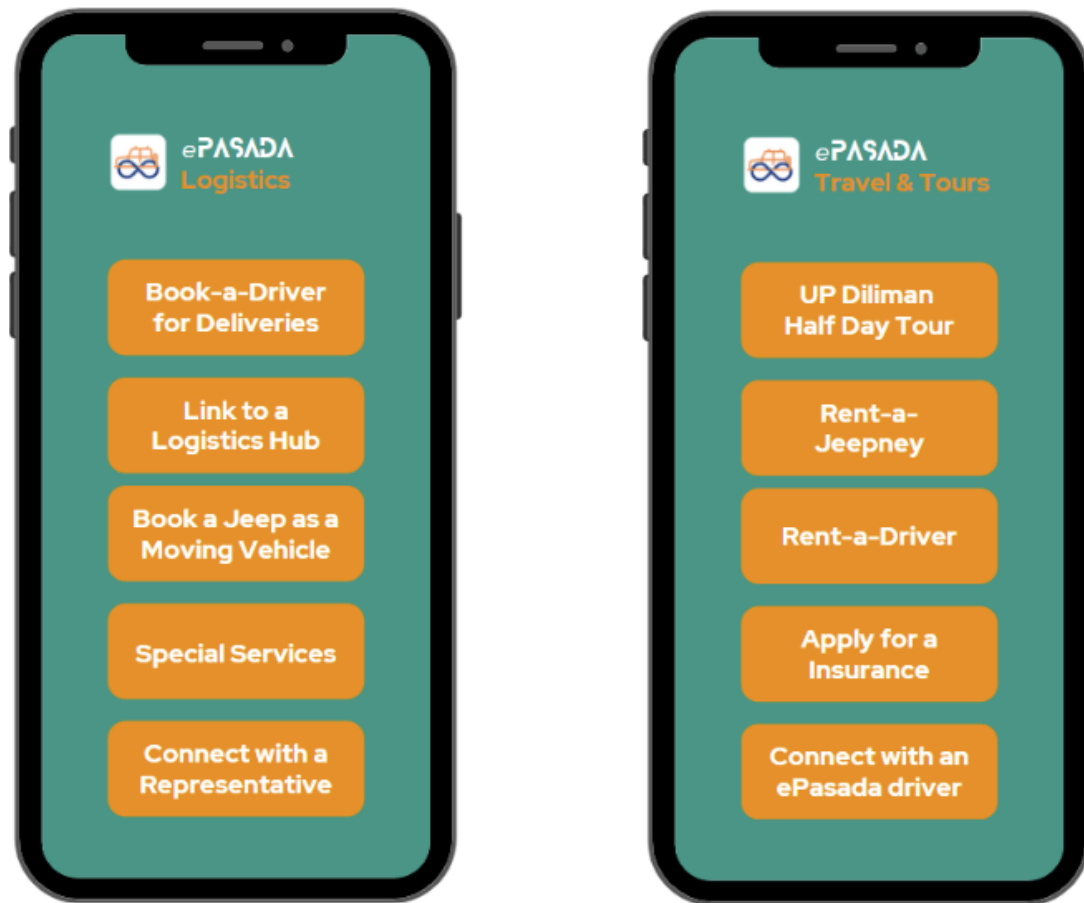 ePASADA
Logistics
Book-a-Driver
for Deliveries
Link to a
Logistics Hub
Book a Jeep as a
Moving Vehicle
Special Services
Connect with a
Representative
ePASADA
Travel & Tours
UP Diliman
Half Day Tour
Rent-a-
Jeepney
Rent-a-Driver
Apply for a
Insurance
Connect with an
ePasada driver